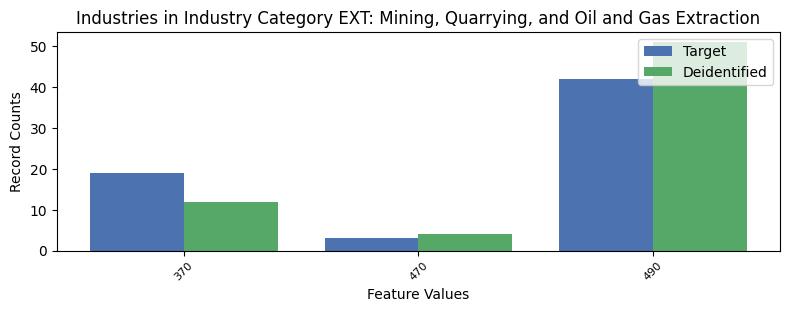 Industries in Industry Category EXT: Mining, Quarrying, and Oil and Gas Extraction
Record Counts
50
40
30
20
10
0
Target
Deidentified
370
470
490
Feature Values